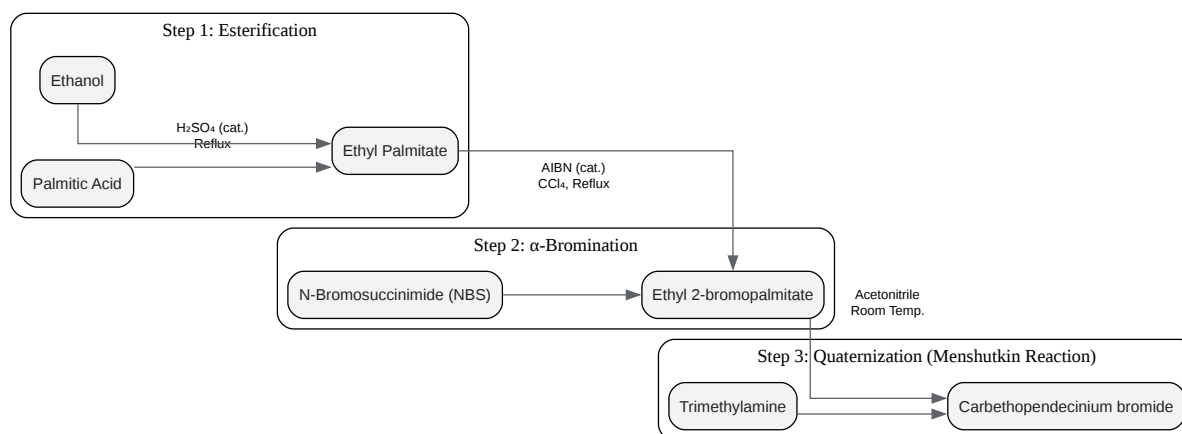 Step 1: Esterification
Ethanol
H₂SO₄ (cat.)
Reflux
Ethyl Palmitate
Palmitic Acid
AIBN (cat.)
CCl₄, Reflux
Step 2: α-Bromination
N-Bromosuccinimide (NBS)
Ethyl 2-bromopalmitate
Acetonitrile
Room Temp.
Step 3: Quaternization (Menshutkin Reaction)
Trimethylamine
Carbethopendecinium bromide